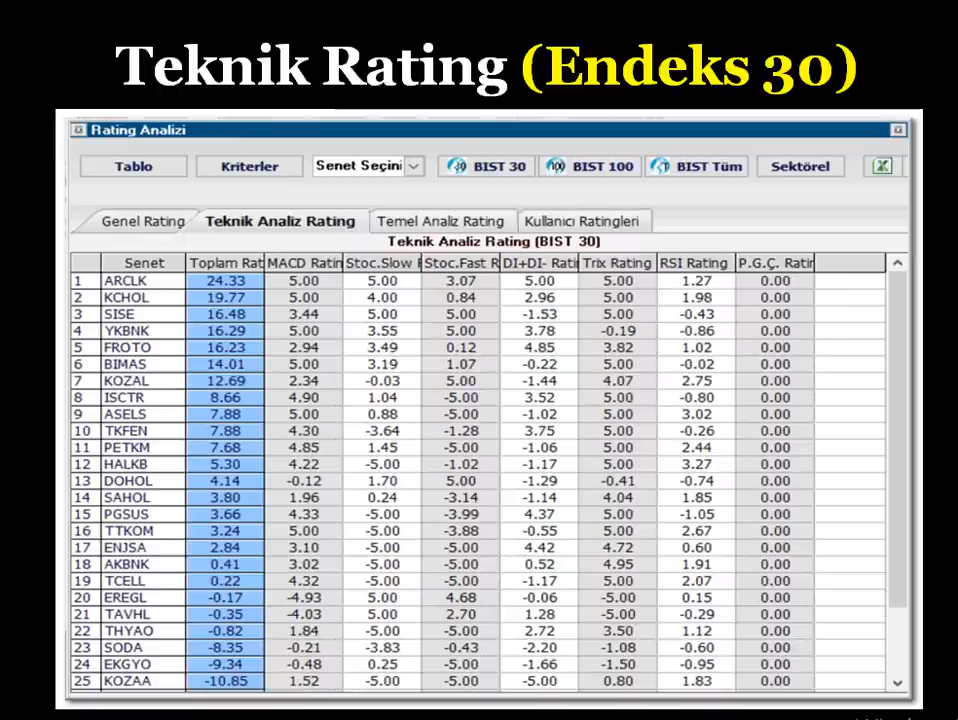 Teknik Rating (Endeks 30)
Rating Analizi
Tablo Kriterler Senet Seçini BIST 30 BIST 100 BIST Tüm Sektörel
Genel Rating Teknik Analiz Rating Temel Analiz Rating Kullanıcı Ratingleri
Teknik Analiz Rating (BIST 30)
Senet Toplam Rat MACD Ratin Stoc.Slow Stoc.Fast R DI+DI- Rati Trix Rating RSI Rating P.G.Ç. Ratin
1 ARCLK 24.33 5.00 5.00 3.07 5.00 5.00 1.27 0.00
2 KCHOL 19.77 5.00 4.00 0.84 2.96 5.00 1.98 0.00
3 SISE 16.48 3.44 5.00 5.00 -1.53 5.00 -0.43 0.00
4 YKBNK 16.29 5.00 3.55 5.00 3.78 -0.19 -0.86 0.00
5 FROTO 16.23 2.94 3.49 0.12 4.85 3.82 1.02 0.00
6 BIMAS 14.01 5.00 3.19 1.07 -0.22 5.00 -0.02 0.00
7 KOZAL 12.69 2.34 -0.03 5.00 -1.44 4.07 2.75 0.00
8 ISCTR 8.66 4.90 1.04 -5.00 3.52 5.00 -0.80 0.00
9 ASELS 7.88 5.00 0.88 -5.00 -1.02 5.00 3.02 0.00
10 TKFEN 7.88 4.30 -3.64 -1.28 3.75 5.00 -0.26 0.00
11 PETKM 7.68 4.85 1.45 -5.00 -1.06 5.00 2.44 0.00
12 HALKB 5.30 4.22 -5.00 -1.02 -1.17 5.00 3.27 0.00
13 DOHOL 4.14 -0.12 1.70 5.00 -1.29 -0.41 -0.74 0.00
14 SAHOL 3.80 1.96 0.24 -3.14 -1.14 4.04 1.85 0.00
15 PGSUS 3.66 4.33 -5.00 -3.99 4.37 5.00 -1.05 0.00
16 TTKOM 3.24 5.00 -5.00 -3.88 -0.55 5.00 2.67 0.00
17 ENJSA 2.84 3.10 -5.00 -5.00 4.42 4.72 0.60 0.00
18 AKBNK 0.41 3.02 -5.00 -5.00 0.52 4.95 1.91 0.00
19 TCELL 0.22 4.32 -5.00 -5.00 -1.17 5.00 2.07 0.00
20 EREGL -0.17 -4.93 5.00 4.68 -0.06 -5.00 0.15 0.00
21 TAVHL -0.35 -4.03 5.00 2.70 1.28 -5.00 -0.29 0.00
22 THYAO -0.82 1.84 -5.00 -5.00 2.72 3.50 1.12 0.00
23 SODA -8.35 -0.21 -3.83 -0.43 -2.20 -1.08 -0.60 0.00
24 EKGYO -9.34 -0.48 0.25 -5.00 -1.66 -1.50 -0.95 0.00
25 KOZAA -10.85 1.52 -5.00 -5.00 -5.00 0.80 1.83 0.00